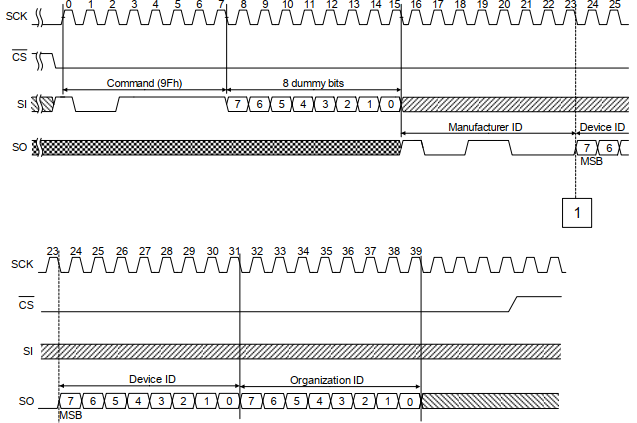 0 1 2 3 4 5 6 7 8 9 10 11 12 13 14 15 16 17 18 19 20 21 22 23 24 25
SCK
CS
Command (9Fh) 8 dummy bits
SI 7 6 5 4 3 2 1 0
Manufacturer ID Device ID
SO 7 6
MSB
1
23 24 25 26 27 28 29 30 31 32 33 34 35 36 37 38 39
SCK
CS
SI
Device ID Organization ID
SO 7 6 5 4 3 2 1 0 7 6 5 4 3 2 1 0
MSB